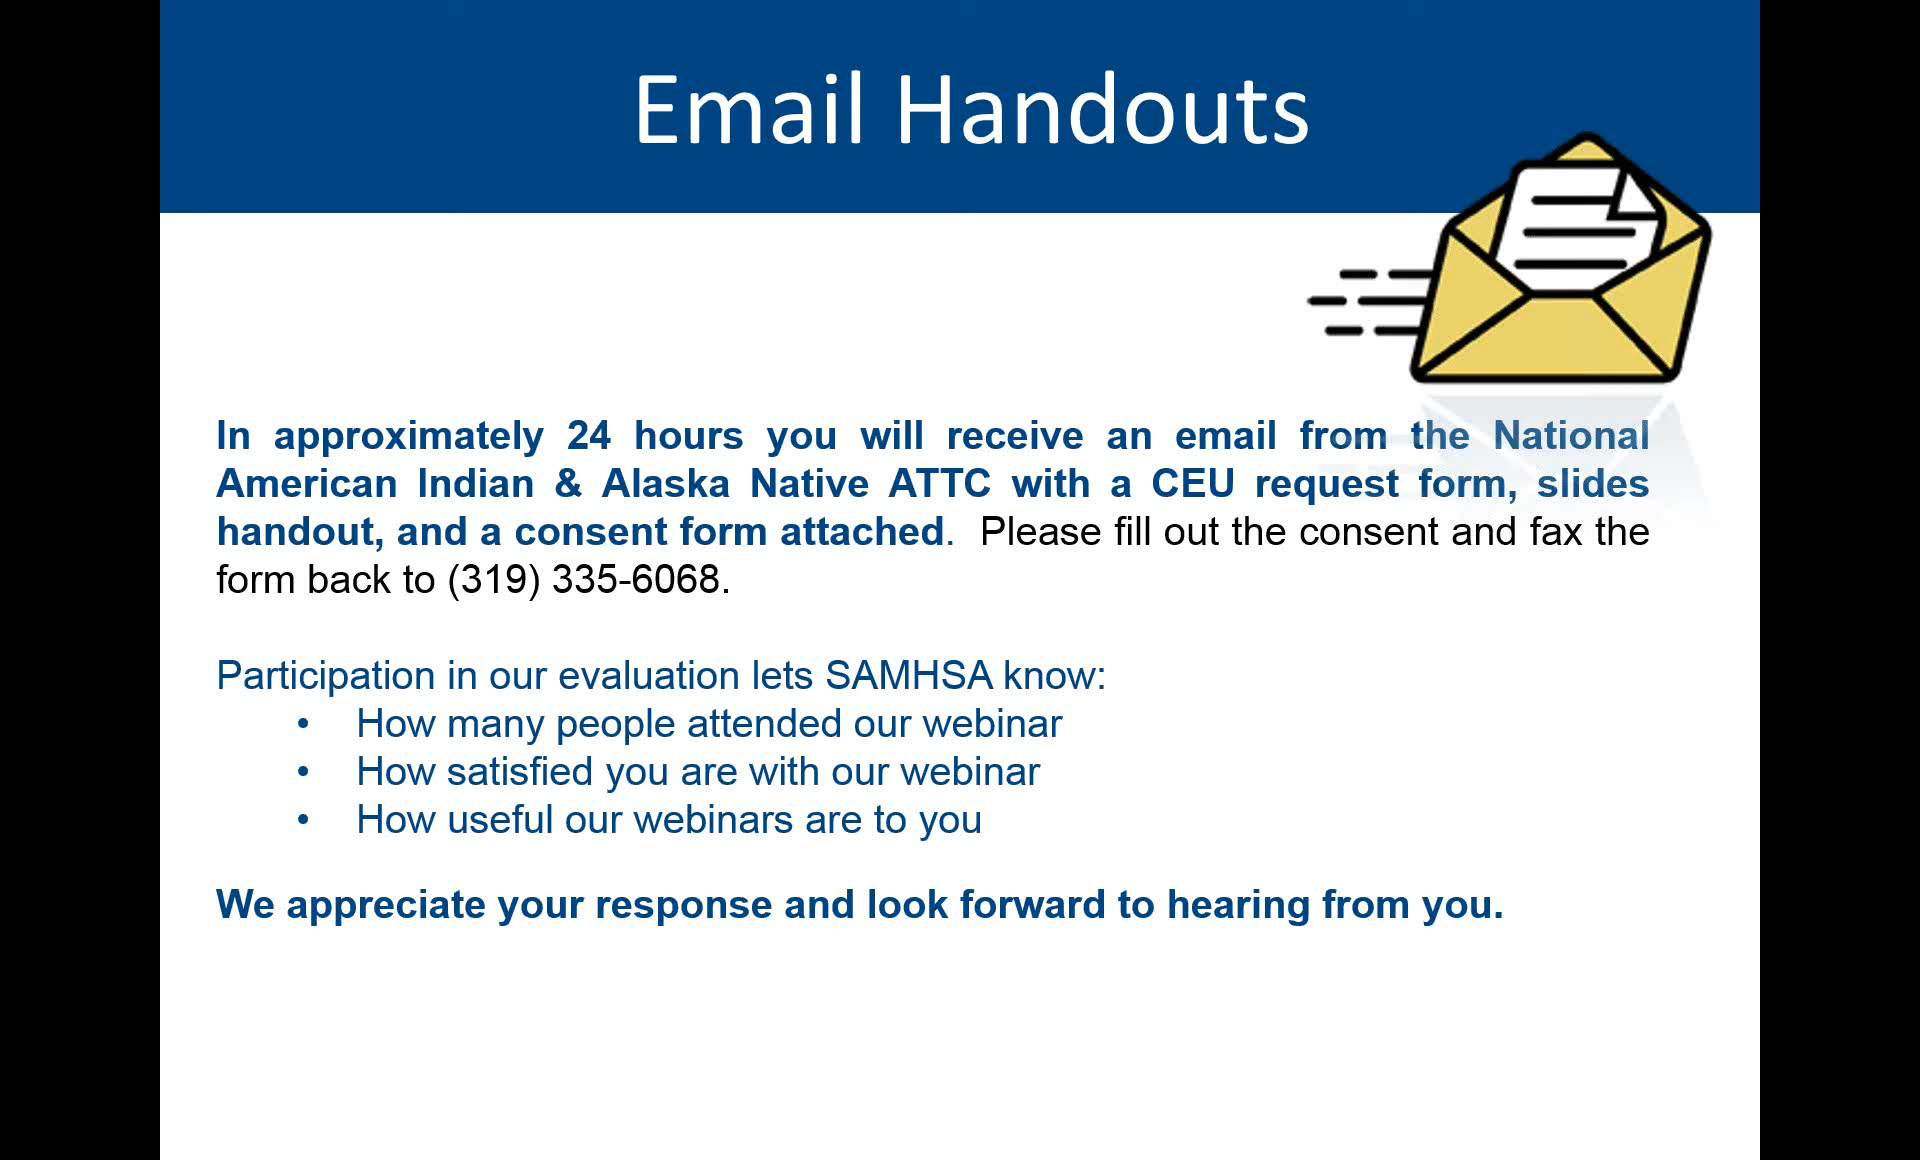 Email Handouts
In approximately 24 hours you will receive an email from the National
American Indian & Alaska Native ATTC with a CEU request form, slides
handout, and a consent form attached. Please fill out the consent and fax the
form back to (319) 335-6068.
Participation in our evaluation lets SAMHSA know:
• How many people attended our webinar
• How satisfied you are with our webinar
• How useful our webinars are to you
We appreciate your response and look forward to hearing from you.